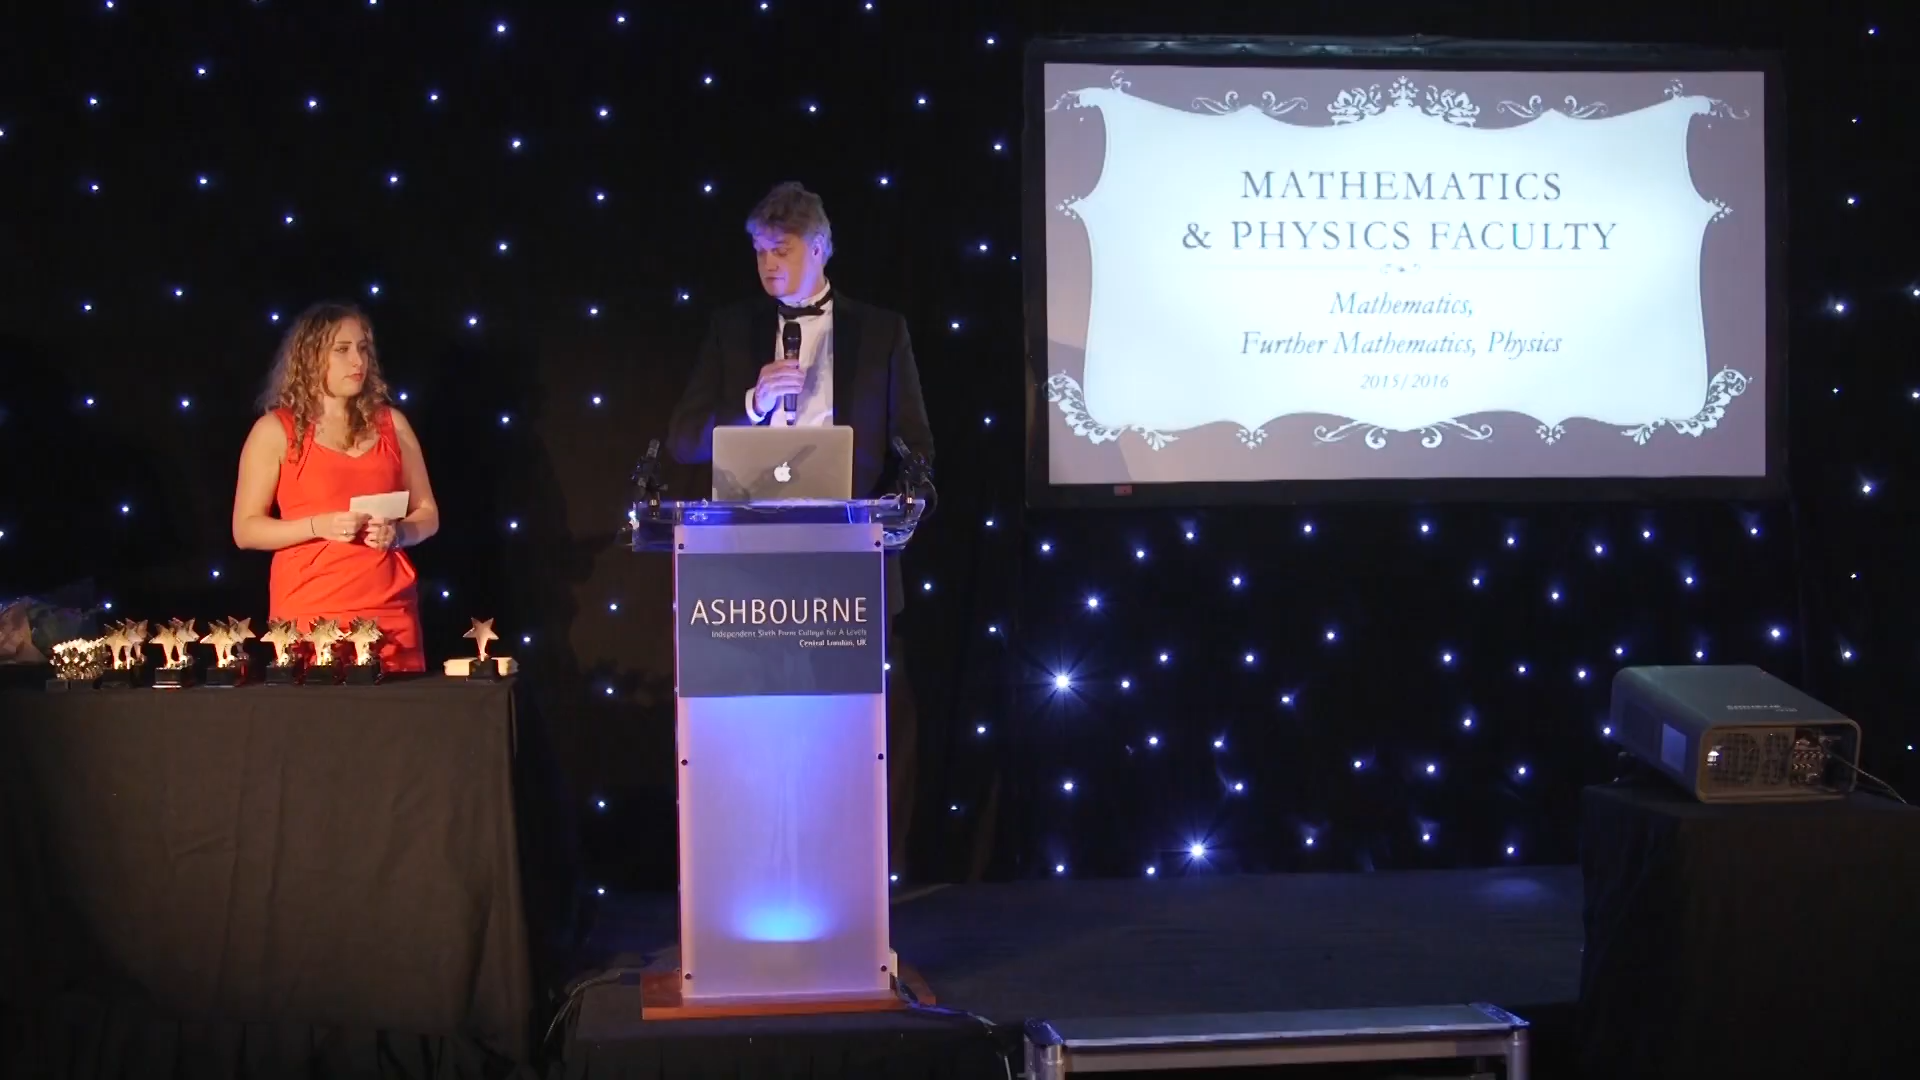 MATHEMATICS
& PHYSICS FACULTY
Mathematics,
Further Mathematics, Physics
2015/2016
ASHBOURNE
Independent Sixth Form College for A Levels
Central London, UK